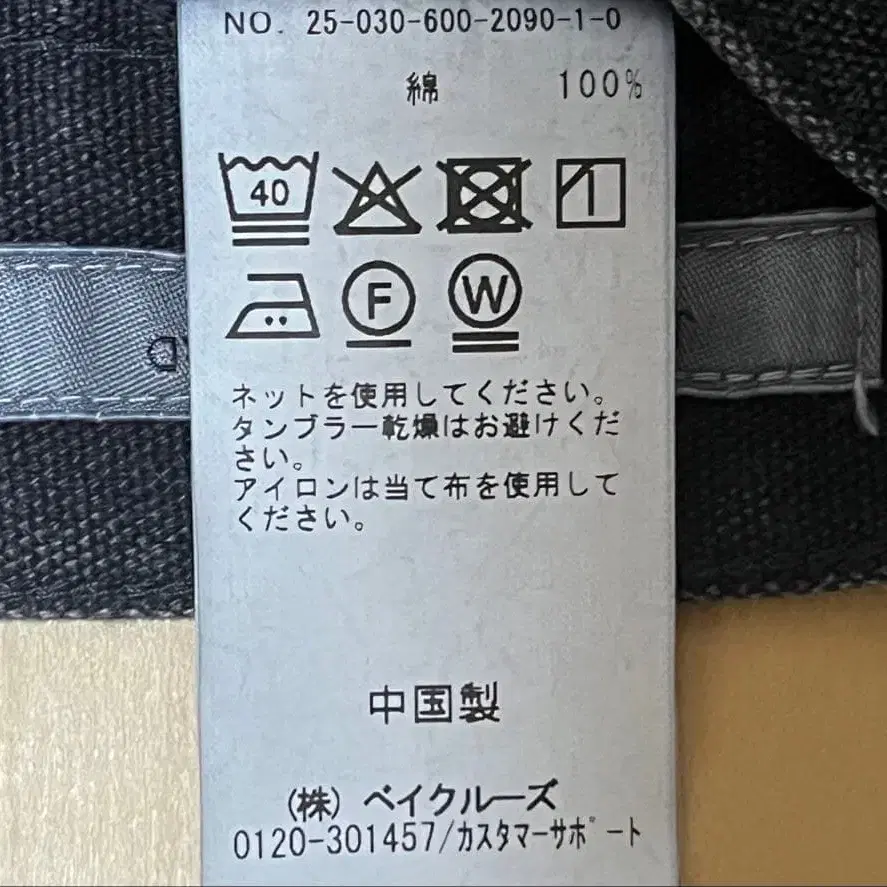 NO. 25-030-600-2090-1-0
綿 100%
40
F W
ネットを使用してください。
タンブラー乾燥はお避けくだ
さい。
アイロンは当て布を使用して
ください。
中国製
(株) ベイクルーズ
0120-301457/カスタマーサポート